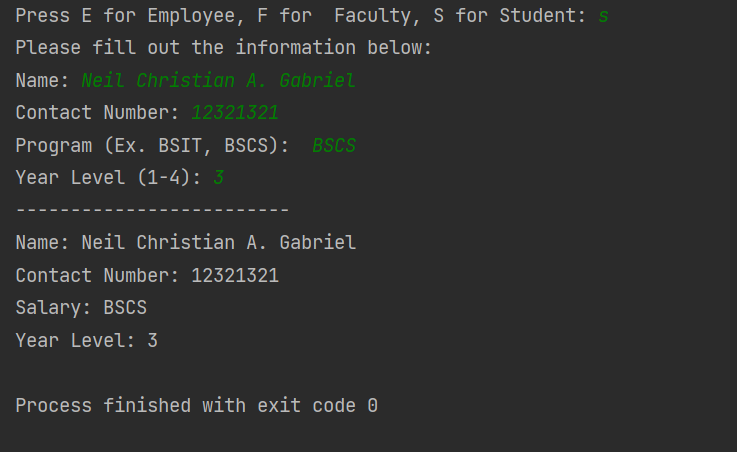 Press E for Employee, F for  Faculty, S for Student: s
Please fill out the information below:
Name: Neil Christian A. Gabriel
Contact Number: 12321321
Program (Ex. BSIT, BSCS):  BSCS
Year Level (1-4): 3
-------------------------
Name: Neil Christian A. Gabriel
Contact Number: 12321321
Salary: BSCS
Year Level: 3

Process finished with exit code 0